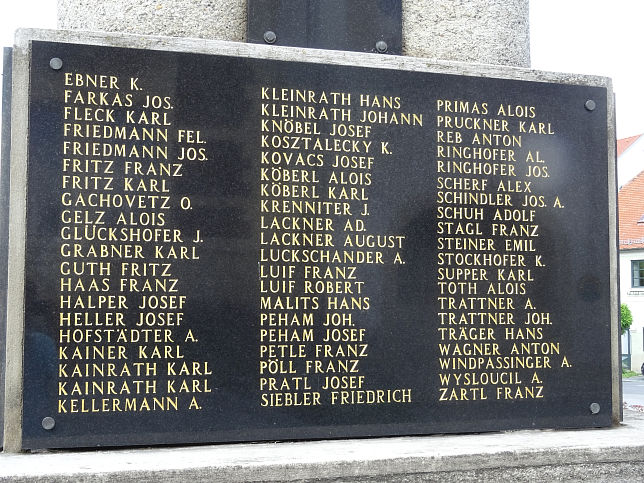 EBNER K.
FARKAS JOS.
FLECK KARL
FRIEDMANN FEL.
FRIEDMANN JOS.
FRITZ FRANZ
FRITZ KARL
GACHOVETZ O.
GELZ ALOIS
GLÜCKSHOFER J.
GRABNER KARL
GUTH FRITZ
HAAS FRANZ
HALPER JOSEF
HELLER JOSEF
HOFSTÄDTER A.
KAINER KARL
KAINRATH KARL
KAINRATH KARL
KELLERMANN A.
KLEINRATH HANS
KLEINRATH JOHANN
KNÖBEL JOSEF
KOSZTALECKY K.
KOVACS JOSEF
KÖBERL ALOIS
KÖBERL KARL
KRENNITER J.
LACKNER AD.
LACKNER AUGUST
LUCKSCHANDER A.
LUIF FRANZ
LUIF ROBERT
MALITS HANS
PEHAM JOH.
PEHAM JOSEF
PETLE FRANZ
PÖLL FRANZ
PRATL JOSEF
SIEBLER FRIEDRICH
PRIMAS ALOIS
PRUCKNER KARL
REB ANTON
RINGHOFER AL.
RINGHOFER JOS.
SCHERF ALEX
SCHINDLER JOS. A.
SCHUH ADOLF
STAGL FRANZ
STEINER EMIL
STOCKHOFER K.
SUPPER KARL
TOTH ALOIS
TRATTNER A.
TRATTNER JOH.
TRÄGER HANS
WAGNER ANTON
WINDPASSINGER A.
WYSLOUCIL A.
ZARTL FRANZ